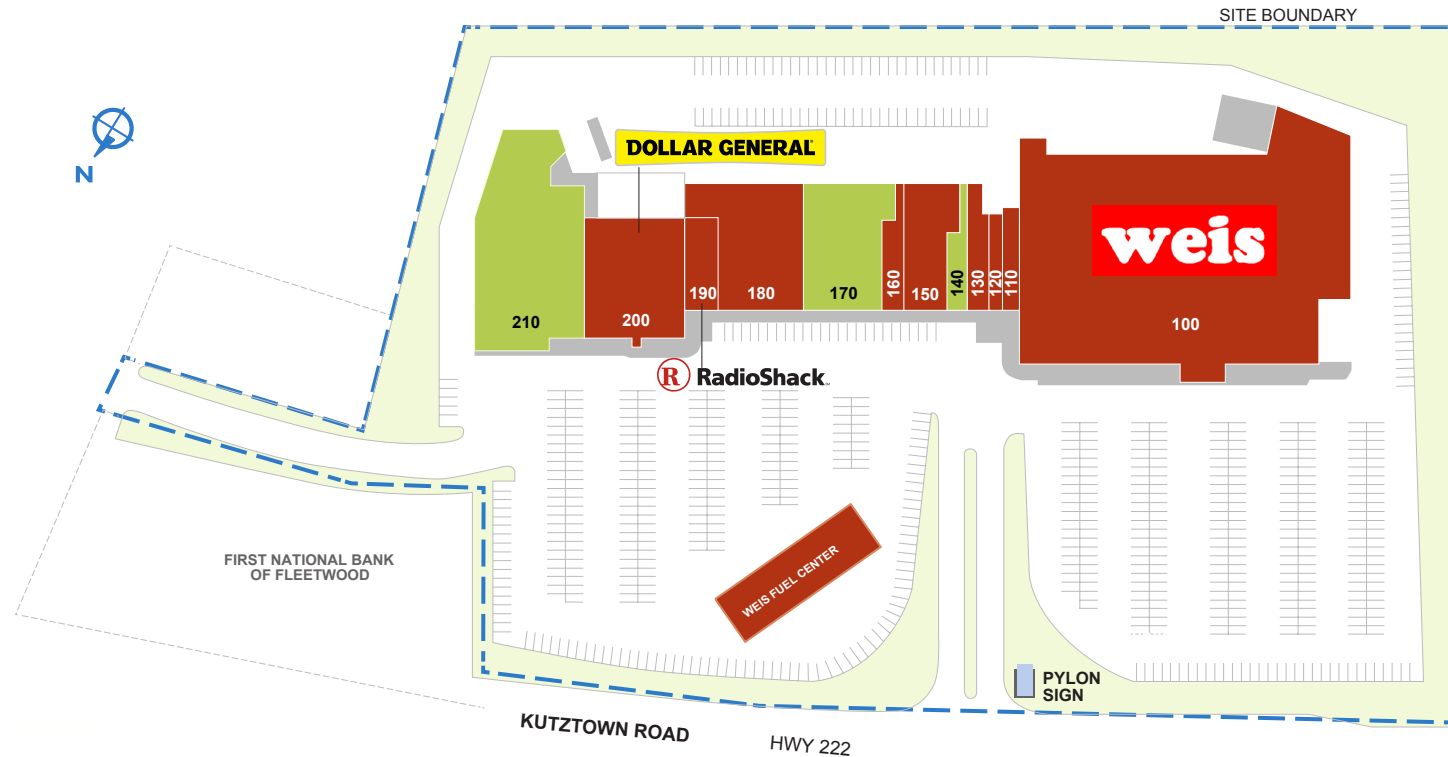 SITE BOUNDARY
N
DOLLAR GENERAL
weis
210
200
190
180
170
160
150
140
130
120
110
100
R RadioShack
FIRST NATIONAL BANK
OF FLEETWOOD
WEIS FUEL CENTER
PYLON
SIGN
KUTZTOWN ROAD
HWY 222